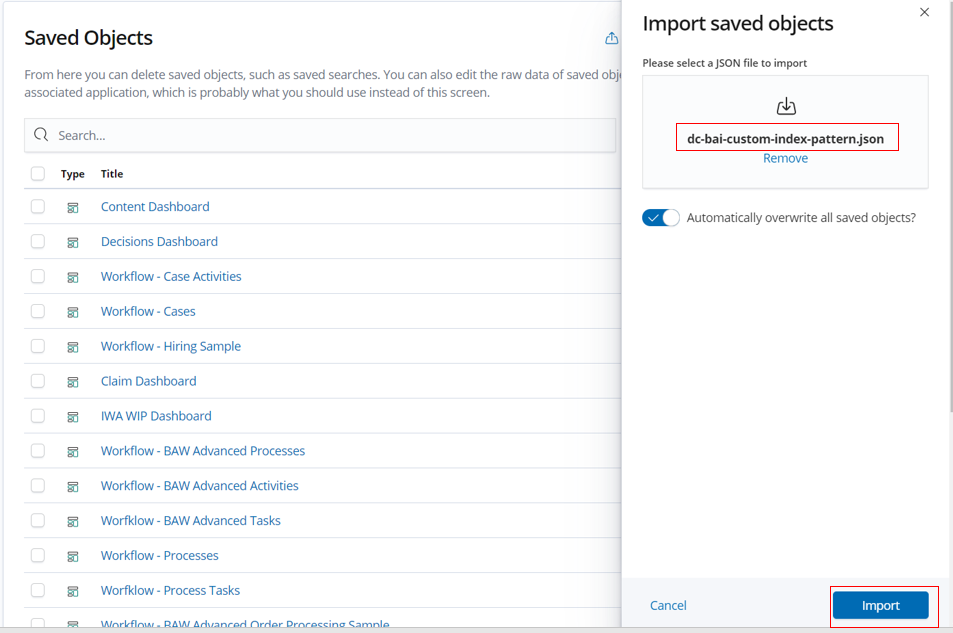 Saved Objects
From here you can delete saved objects, such as saved searches. You can also edit the raw data of saved obj
associated application, which is probably what you should use instead of this screen.
Search...
Type Title
Content Dashboard
Decisions Dashboard
Workflow - Case Activities
Workflow - Cases
Workflow - Hiring Sample
Claim Dashboard
IWA WIP Dashboard
Workflow - BAW Advanced Processes
Workflow - BAW Advanced Activities
Worfklow - BAW Advanced Tasks
Workflow - Processes
Workflow - Process Tasks
Workflow - BAW Advanced Order Processing Sample
Import saved objects
Please select a JSON file to import
dc-bai-custom-index-pattern.json
Remove
Automatically overwrite all saved objects?
Cancel
Import